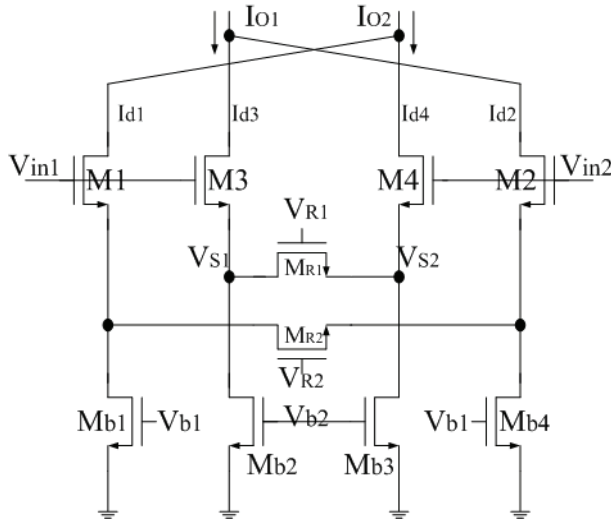 IO1 IO2
Id1 Id3 Id4 Id2
Vin1 M1 M3 M4 M2 Vin2
VR1
VS1 MR1 VS2
MR2
VR2
Mb1 Vb1 Vb2 Vb1 Mb4
Mb2 Mb3